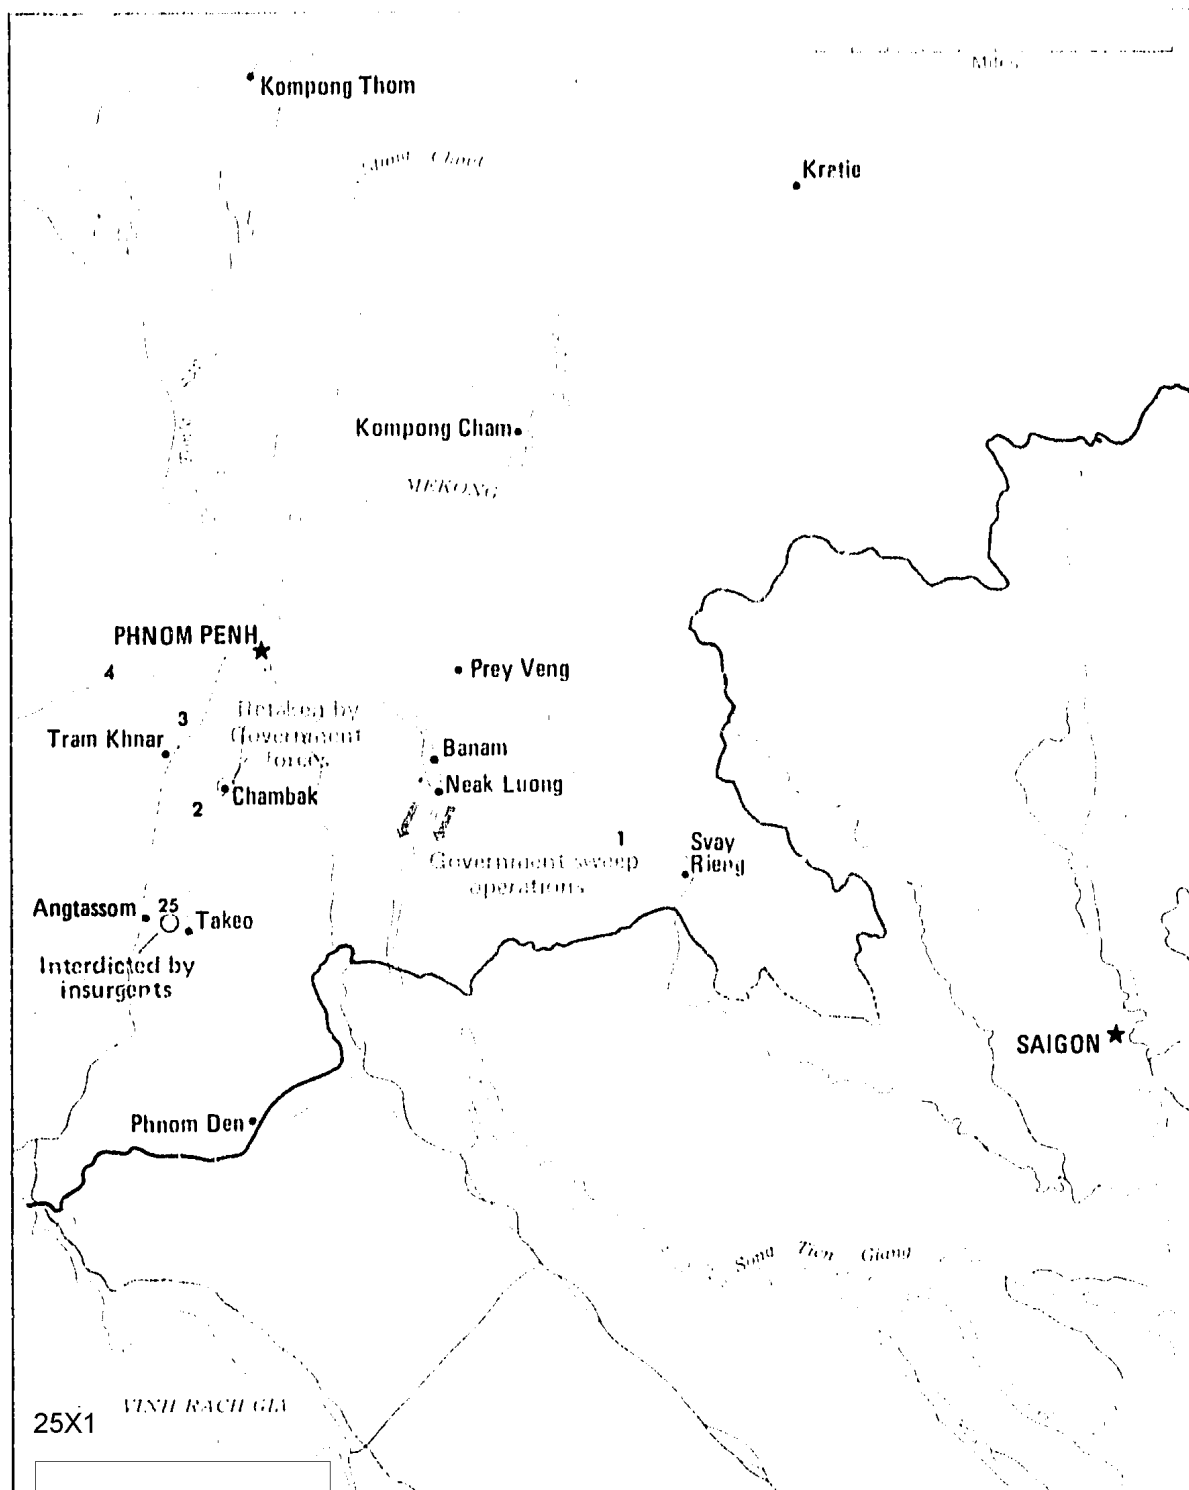 Miles
Kompong Thom
Kratie
Kompong Cham
MEKONG
PHNOM PENH
4
Prey Veng
3
Retaken by
Government
forces
Tram Khnar
Banam
Neak Luong
Chambak
2
1
Svay
Rieng
Government sweep
operations
Angtassom
25
Takeo
Interdicted by
insurgents
SAIGON
Phnom Den
Song Tien Giang
VINH RACH GIA
25X1